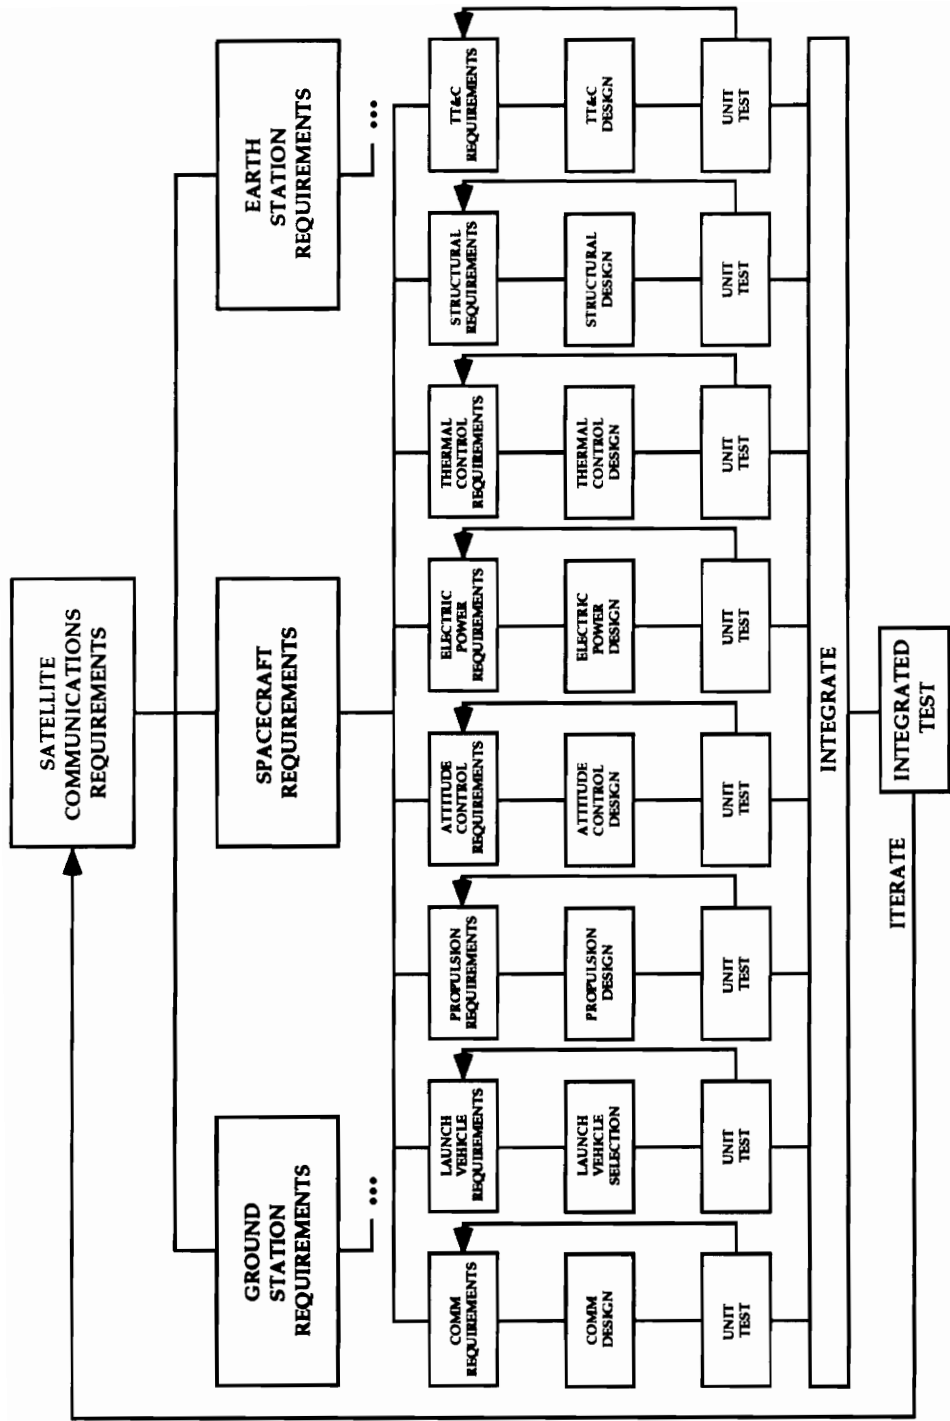 SATELLITE
COMMUNICATIONS
REQUIREMENTS
GROUND
STATION
REQUIREMENTS
SPACECRAFT
REQUIREMENTS
EARTH
STATION
REQUIREMENTS
...
...
COMM
REQUIREMENTS
LAUNCH
VEHICLE
REQUIREMENTS
PROPULSION
REQUIREMENTS
ATTITUDE
CONTROL
REQUIREMENTS
ELECTRIC
POWER
REQUIREMENTS
THERMAL
CONTROL
REQUIREMENTS
STRUCTURAL
REQUIREMENTS
TT&C
REQUIREMENTS
COMM
DESIGN
LAUNCH
VEHICLE
SELECTION
PROPULSION
DESIGN
ATTITUDE
CONTROL
DESIGN
ELECTRIC
POWER
DESIGN
THERMAL
CONTROL
DESIGN
STRUCTURAL
DESIGN
TT&C
DESIGN
UNIT
TEST
UNIT
TEST
UNIT
TEST
UNIT
TEST
UNIT
TEST
UNIT
TEST
UNIT
TEST
UNIT
TEST
INTEGRATE
ITERATE
INTEGRATED
TEST